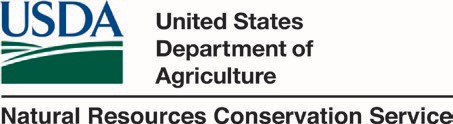 USDA
United States
Department of
Agriculture
Natural Resources Conservation Service